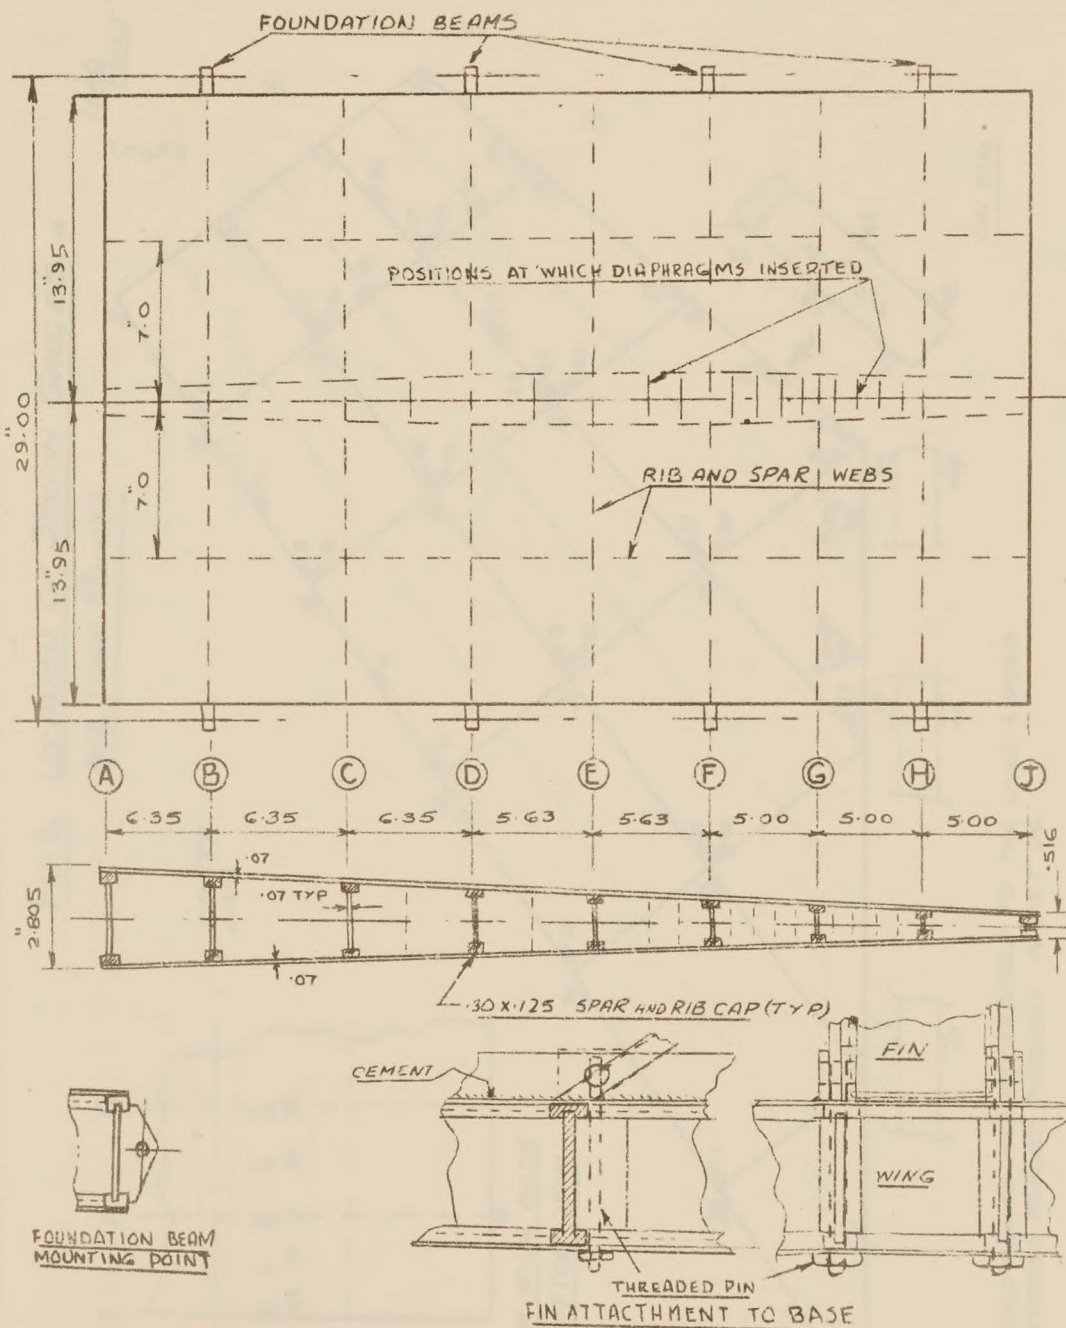 FOUNDATION BEAMS
13".95
7".0
POSITIONS AT WHICH DIAPHRAGMS INSERTED
29".00
7".0
RIB AND SPAR WEBS
13".95
A B C D E F G H J
6.35 6.35 6.35 5.63 5.63 5.00 5.00 5.00
.07
.07 TYP
2".805
.516
.07
.30 X .125 SPAR AND RIB CAP (TYP)
CEMENT
FIN
WING
FOUNDATION BEAM
MOUNTING POINT
THREADED PIN
FIN ATTACTHMENT TO BASE